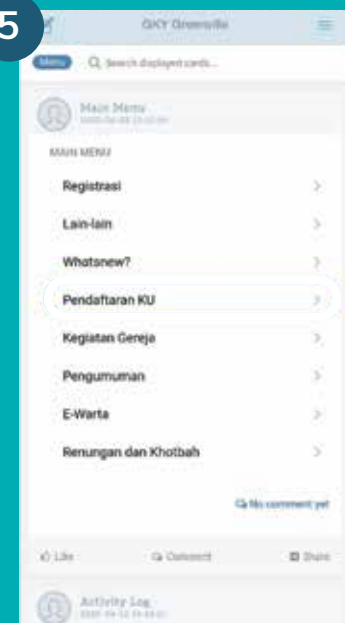 5
GKY Greenville
Menu
Search displayed cards...
Main Menu
MAIN MENU
Registrasi
Lain-lain
Whatsnew?
Pendaftaran KU
Kegiatan Gereja
Pengumuman
E-Warta
Renungan dan Khotbah
No comment yet
Like
Comment
Share
Activity Log